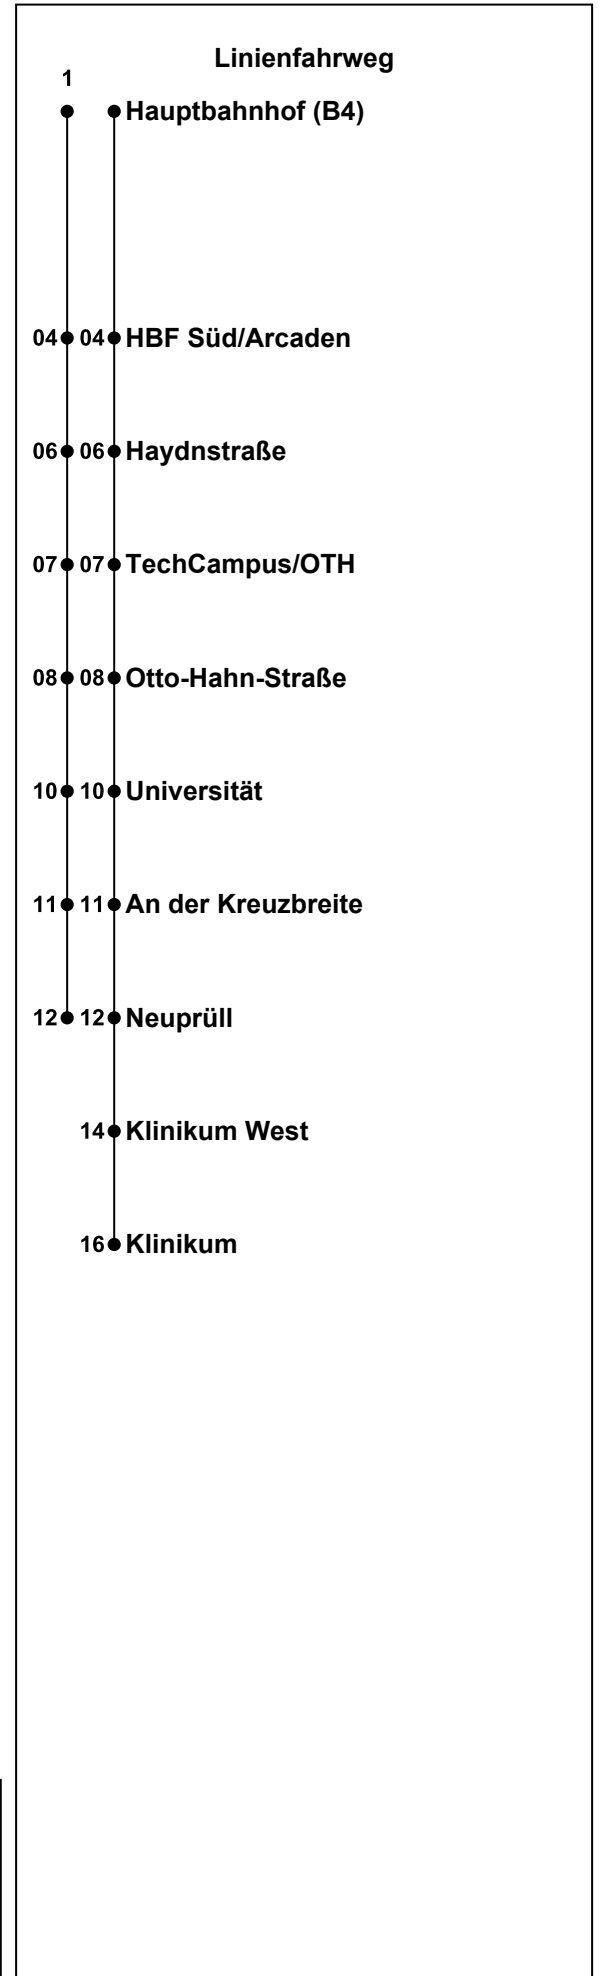 Linienfahrweg
1
Hauptbahnhof (B4)
04 04 HBF Süd/Arcaden
06 06 Haydnstraße
07 07 TechCampus/OTH
08 08 Otto-Hahn-Straße
10 10 Universität
11 11 An der Kreuzbreite
12 12 Neuprüll
14 Klinikum West
16 Klinikum